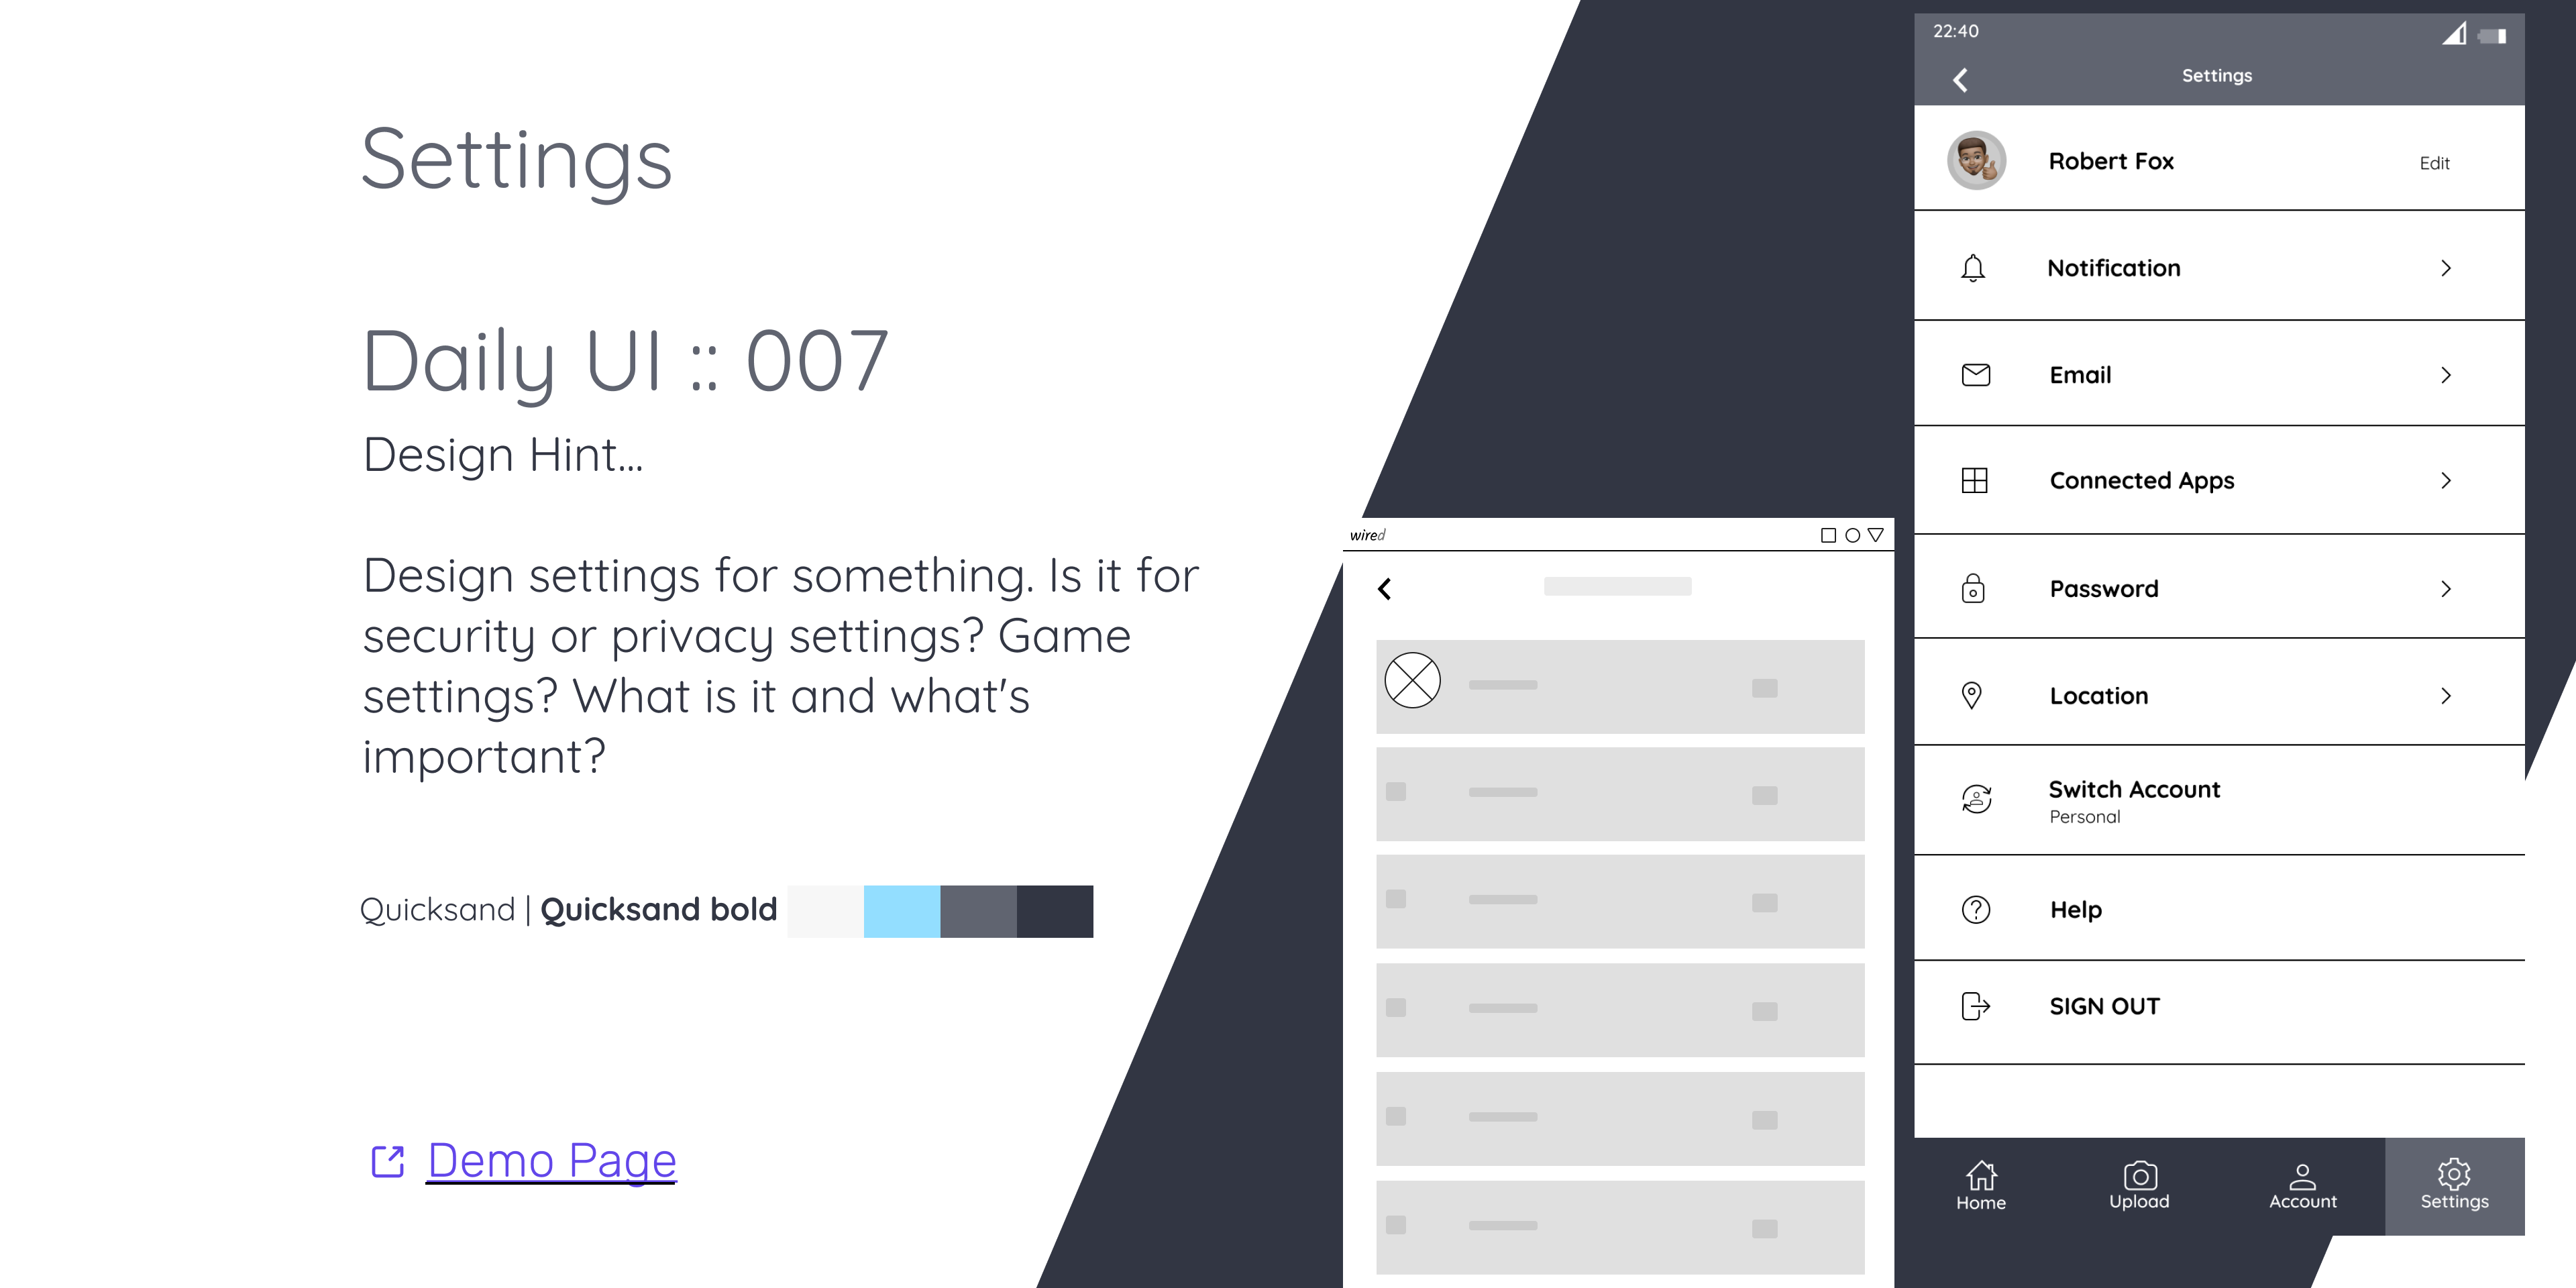 Settings
Daily UI :: 007
Design Hint...
Design settings for something. Is it for
security or privacy settings? Game
settings? What is it and what's
important?
Quicksand | Quicksand bold
Demo Page
wired
22:40
Settings
Robert Fox
Edit
Notification
Email
Connected Apps
Password
Location
Switch Account
Personal
Help
SIGN OUT
Home
Upload
Account
Settings